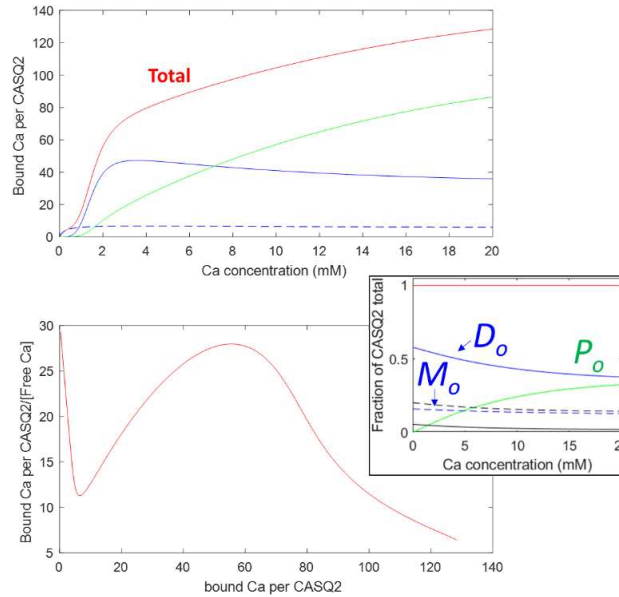 140
120
100
80
60
40
20
0
Bound Ca per CASQ2
Total
0 2 4 6 8 10 12 14 16 18 20
Ca concentration (mM)
30
25
20
15
10
5
Bound Ca per CASQ2/[Free Ca]
0 20 40 60 80 100 120 140
bound Ca per CASQ2
1
0.5
0
Fraction of CASQ2 total
Do
Po
Mo
0 5 10 15 20
Ca concentration (mM)